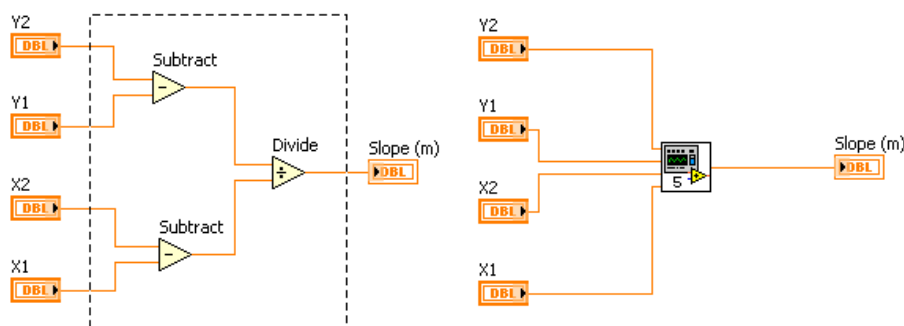 Y2
DBL
Subtract
Y1
DBL
Divide
Slope (m)
DBL
X2
DBL
Subtract
X1
DBL
Y2
DBL
Y1
DBL
Slope (m)
DBL
5
X2
DBL
X1
DBL